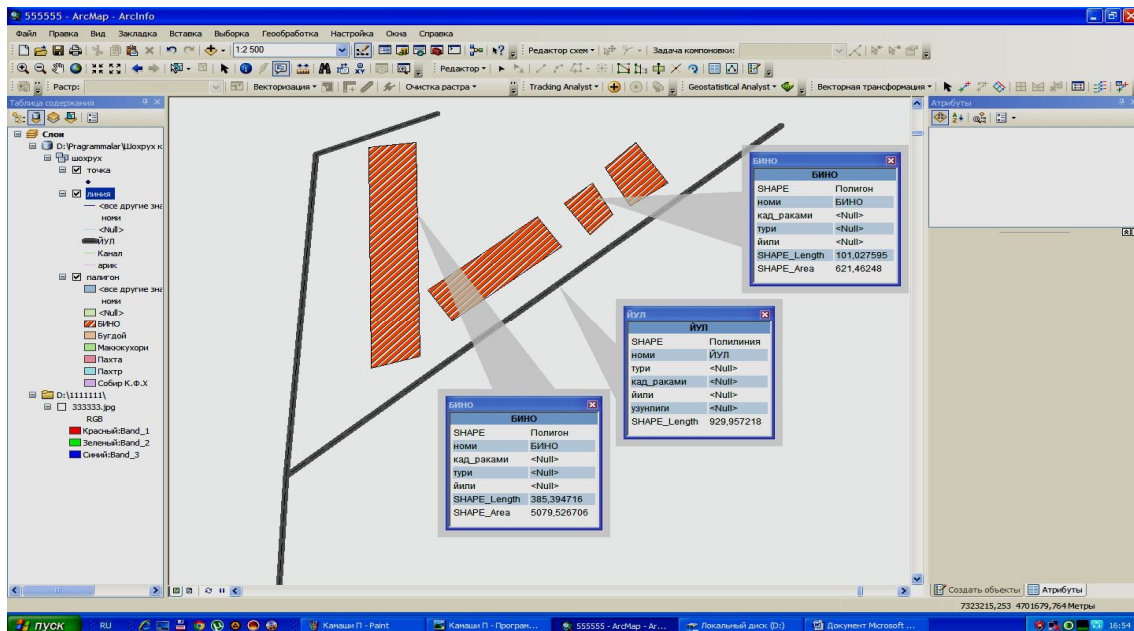 555555 - ArcMap - ArcInfo
Файл Правка Вид Закладка Вставка Выборка Геообработка Настройка Окна Справка
1:2 500
Редактор схем
Задача компоновки:
Редактор
Растр:
Векторизация
Очистка растра
Tracking Analyst
Geostatistical Analyst
Векторная трансформация
Таблица содержания
Слои
D:\Pragrammalar\Шохрух к
шохрух
точка
линия
<все другие зна
номи
<Null>
ЙУЛ
Канал
арик
палигон
<все другие зна
номи
<Null>
БИНО
Бугдой
Маккжухори
Пахта
Пахтр
Собир К.Ф.Х
D:\1111111\
333333.jpg
RGB
Красный:Band_1
Зеленый:Band_2
Синий:Band_3
БИНО
БИНО
SHAPE Полигон
номи БИНО
кад_раками <Null>
тури <Null>
йили <Null>
SHAPE_Length 101,027595
SHAPE_Area 621,46248
ЙУЛ
ЙУЛ
SHAPE Полилиния
номи ЙУЛ
тури <Null>
кад_раками <Null>
йили <Null>
узунлиги <Null>
SHAPE_Length 929,957218
БИНО
БИНО
SHAPE Полигон
номи БИНО
кад_раками <Null>
тури <Null>
йили <Null>
SHAPE_Length 385,394716
SHAPE_Area 5079,526706
Атрибуты
Создать объекты Атрибуты
7323215,253 4701679,764 Метры
пуск
RU
Канаши П - Paint
Канаши П - Програм...
555555 - ArcMap - Ar...
Локальный диск (D:)
Документ Microsoft ...
16:54